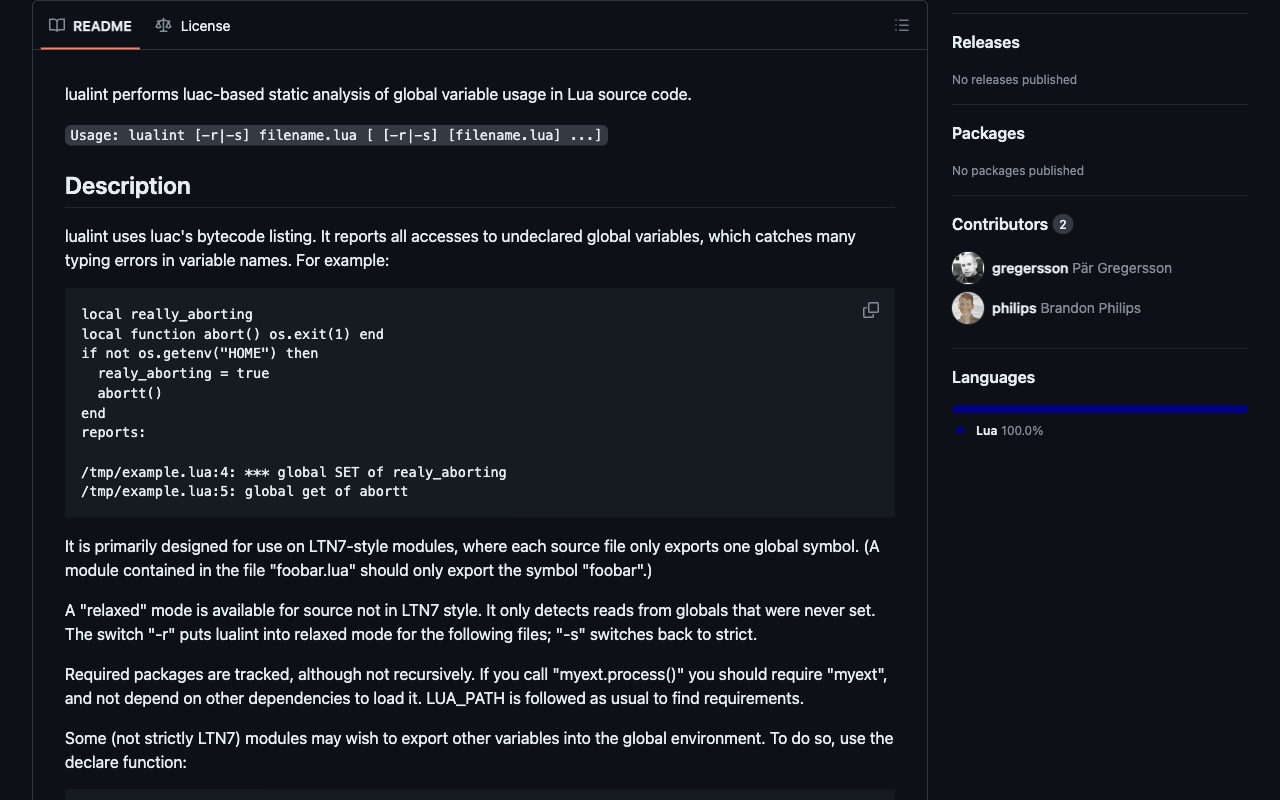 README
License
lualint performs luac-based static analysis of global variable usage in Lua source code.
Usage: lualint [-r|-s] filename.lua [ [-r|-s] [filename.lua] ...]
Description
lualint uses luac's bytecode listing. It reports all accesses to undeclared global variables, which catches many
typing errors in variable names. For example:
local really_aborting
local function abort() os.exit(1) end
if not os.getenv("HOME") then
  realy_aborting = true
  abortt()
end
reports:

/tmp/example.lua:4: *** global SET of realy_aborting
/tmp/example.lua:5: global get of abortt
It is primarily designed for use on LTN7-style modules, where each source file only exports one global symbol. (A
module contained in the file "foobar.lua" should only export the symbol "foobar".)
A "relaxed" mode is available for source not in LTN7 style. It only detects reads from globals that were never set.
The switch "-r" puts lualint into relaxed mode for the following files; "-s" switches back to strict.
Required packages are tracked, although not recursively. If you call "myext.process()" you should require "myext",
and not depend on other dependencies to load it. LUA_PATH is followed as usual to find requirements.
Some (not strictly LTN7) modules may wish to export other variables into the global environment. To do so, use the
declare function:
Releases
No releases published
Packages
No packages published
Contributors 2
gregersson Pär Gregersson
philips Brandon Philips
Languages
Lua 100.0%